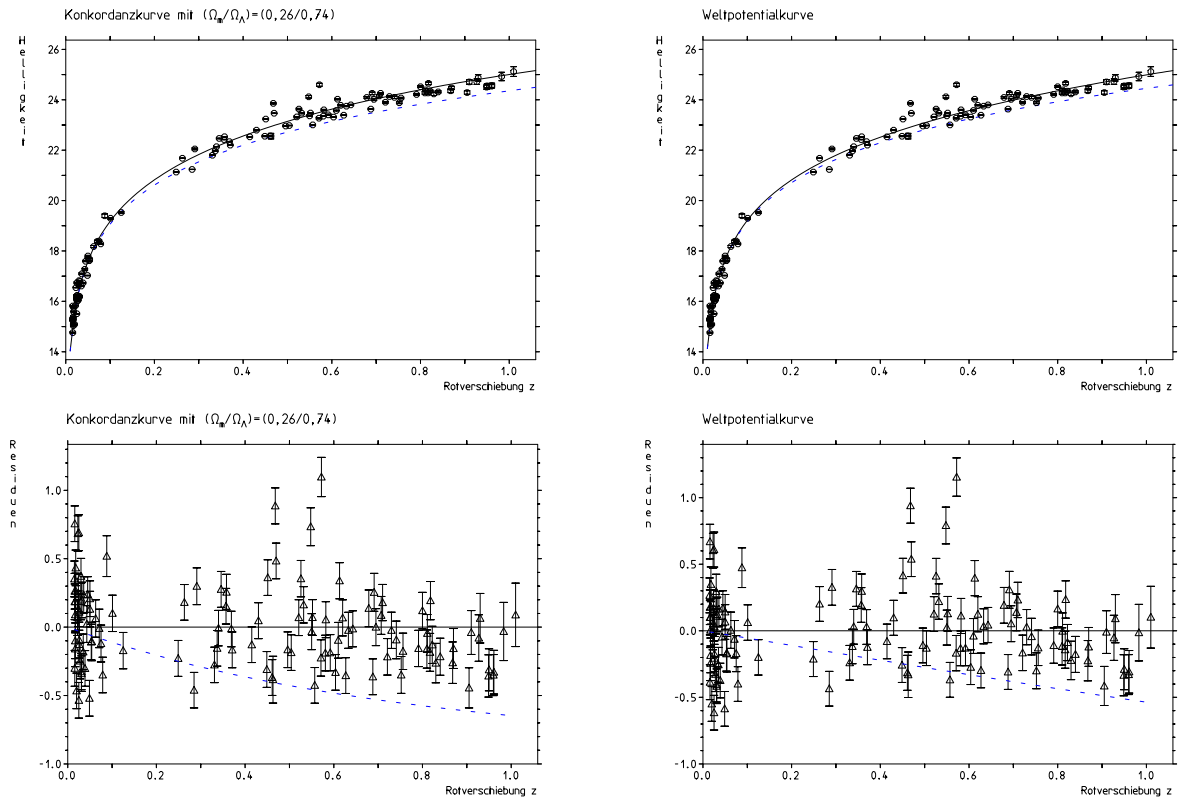 Konkordanzkurve mit (Ωm/ΩΛ)=(0,26/0,74)
Helligkeit
26
24
22
20
18
16
14
0.0 0.2 0.4 0.6 0.8 1.0
Rotverschiebung z
Weltpotentialkurve
Helligkeit
26
24
22
20
18
16
14
0.0 0.2 0.4 0.6 0.8 1.0
Rotverschiebung z
Konkordanzkurve mit (Ωm/ΩΛ)=(0,26/0,74)
Residuen
1.0
0.5
0.0
-0.5
-1.0
0.0 0.2 0.4 0.6 0.8 1.0
Rotverschiebung z
Weltpotentialkurve
Residuen
1.0
0.5
0.0
-0.5
-1.0
0.0 0.2 0.4 0.6 0.8 1.0
Rotverschiebung z